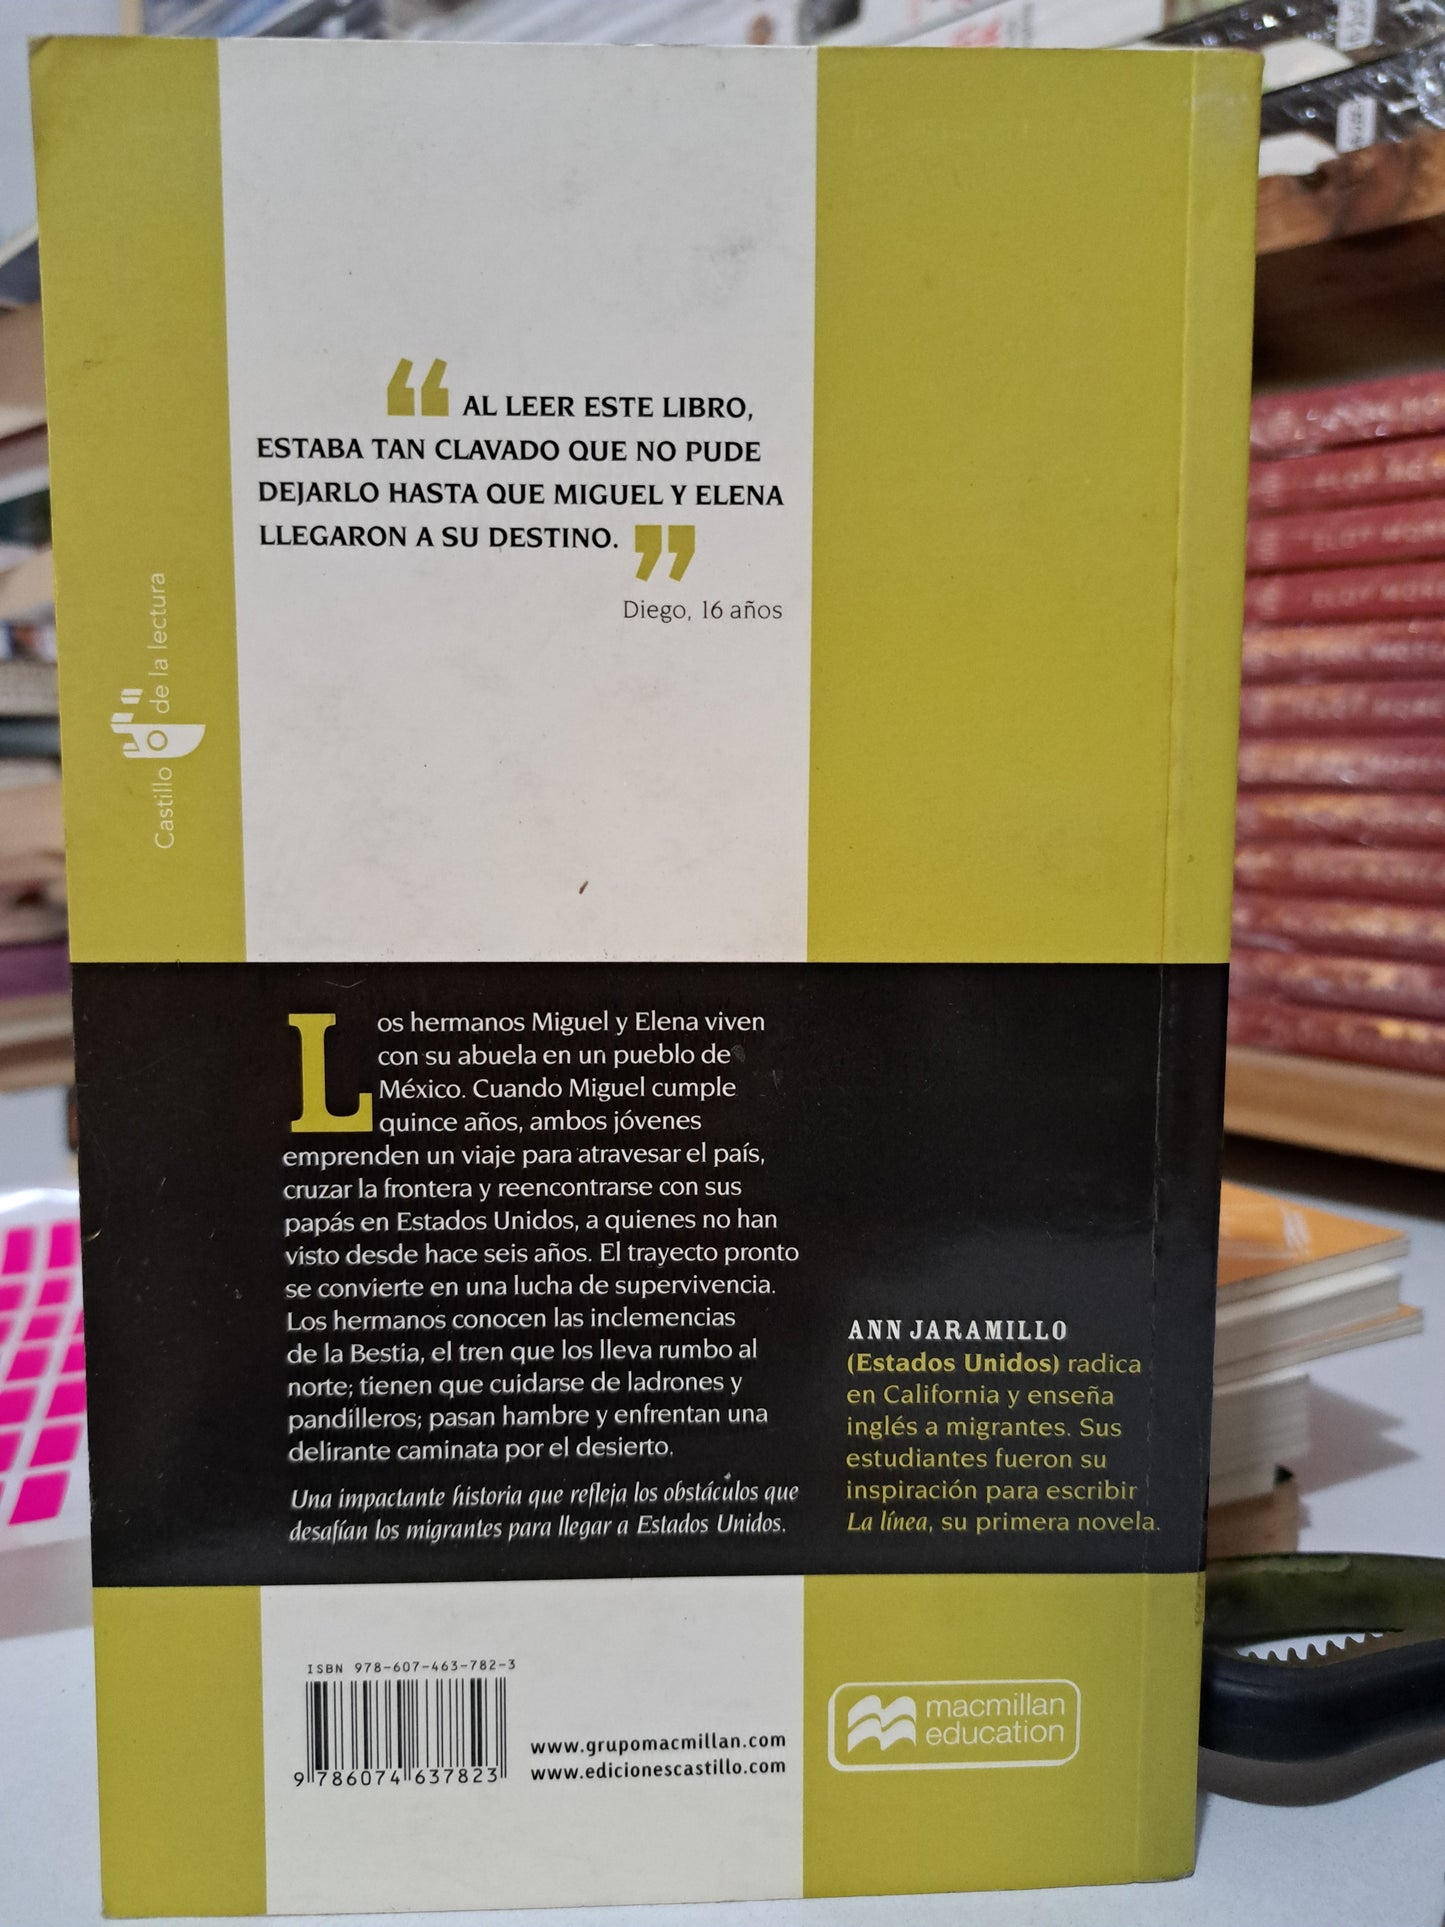 “ AL LEER ESTE LIBRO,
ESTABA TAN CLAVADO QUE NO PUDE
DEJARLO HASTA QUE MIGUEL Y ELENA
LLEGARON A SU DESTINO. ”
Diego, 16 años
Castillo de la lectura
Los hermanos Miguel y Elena viven
con su abuela en un pueblo de
México. Cuando Miguel cumple
quince años, ambos jóvenes
emprenden un viaje para atravesar el país,
cruzar la frontera y reencontrarse con sus
papás en Estados Unidos, a quienes no han
visto desde hace seis años. El trayecto pronto
se convierte en una lucha de supervivencia.
Los hermanos conocen las inclemencias
de la Bestia, el tren que los lleva rumbo al
norte; tienen que cuidarse de ladrones y
pandilleros; pasan hambre y enfrentan una
delirante caminata por el desierto.
Una impactante historia que refleja los obstáculos que
desafían los migrantes para llegar a Estados Unidos.
ANN JARAMILLO
(Estados Unidos) radica
en California y enseña
inglés a migrantes. Sus
estudiantes fueron su
inspiración para escribir
La línea, su primera novela.
ISBN 978-607-463-782-3
9 786074 637823
www.grupomacmillan.com
www.edicionescastillo.com
macmillan
education